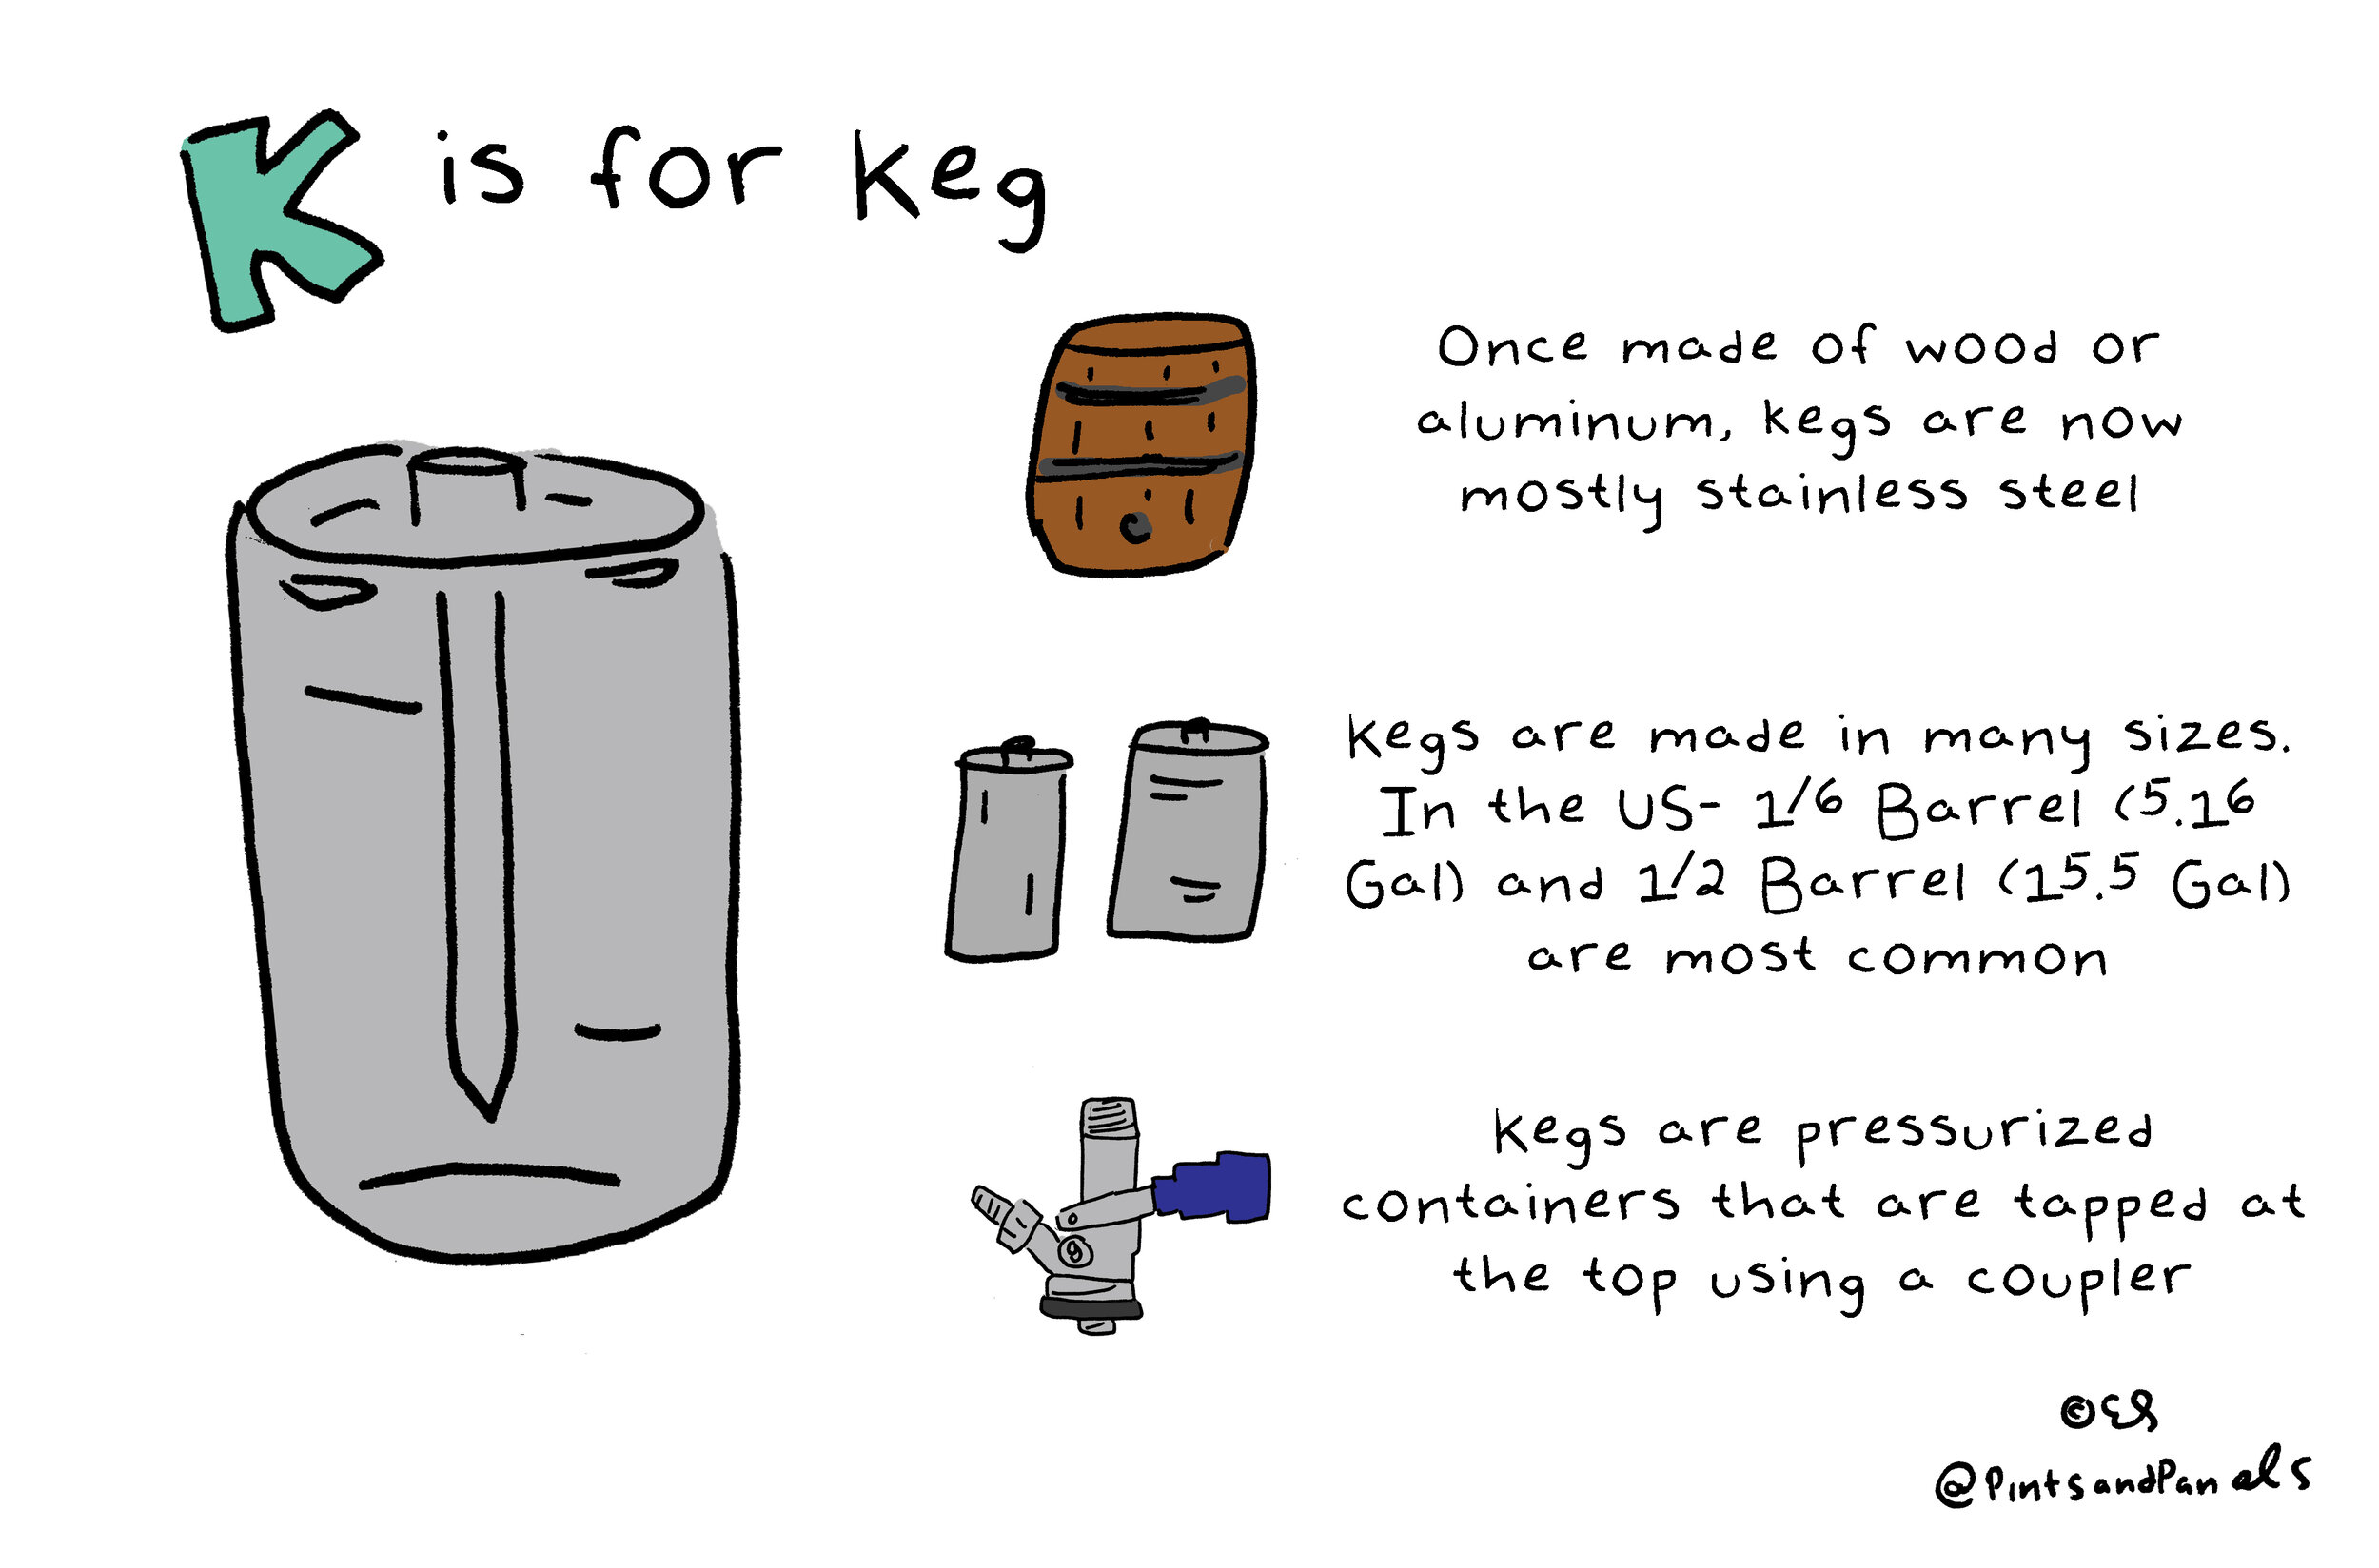 K is for Keg
Once made of wood or
aluminum, kegs are now
mostly stainless steel
Kegs are made in many sizes.
In the US- 1/6 Barrel (5.16
Gal) and 1/2 Barrel (15.5 Gal)
are most common
Kegs are pressurized
containers that are tapped at
the top using a coupler
©ES
@PintsandPanels